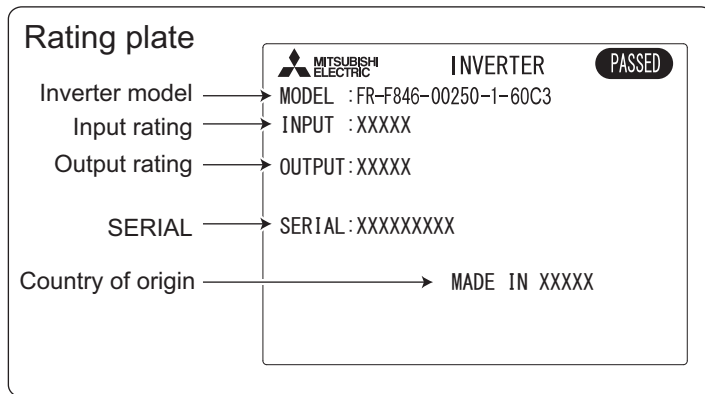 Rating plate
MITSUBISHI
ELECTRIC
INVERTER
PASSED
Inverter model
MODEL :FR-F846-00250-1-60C3
Input rating
INPUT :XXXXX
Output rating
OUTPUT:XXXXX
SERIAL
SERIAL:XXXXXXXXX
Country of origin
MADE IN XXXXX